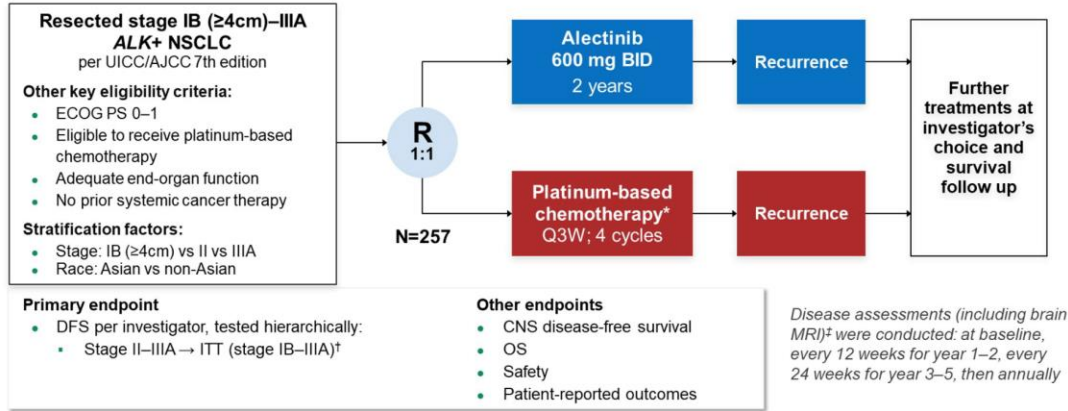 Resected stage IB (≥4cm)–IIIA
ALK+ NSCLC
per UICC/AJCC 7th edition
Other key eligibility criteria:
• ECOG PS 0–1
• Eligible to receive platinum-based
chemotherapy
• Adequate end-organ function
• No prior systemic cancer therapy
Stratification factors:
• Stage: IB (≥4cm) vs II vs IIIA
• Race: Asian vs non-Asian
R
1:1
N=257
Alectinib
600 mg BID
2 years
Recurrence
Platinum-based
chemotherapy*
Q3W; 4 cycles
Recurrence
Further
treatments at
investigator’s
choice and
survival
follow up
Primary endpoint
• DFS per investigator, tested hierarchically:
▪ Stage II–IIIA → ITT (stage IB–IIIA)†
Other endpoints
• CNS disease-free survival
• OS
• Safety
• Patient-reported outcomes
Disease assessments (including brain
MRI)‡ were conducted: at baseline,
every 12 weeks for year 1–2, every
24 weeks for year 3–5, then annually